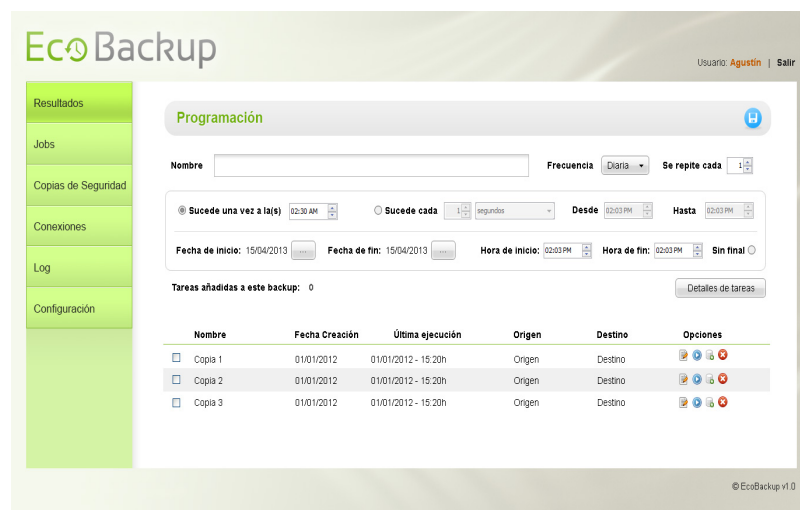 EcoBackup
Usuario: Agustín | Salir
Resultados
Jobs
Copias de Seguridad
Conexiones
Log
Configuración
Programación
Nombre Frecuencia Diaria Se repite cada 1
Sucede una vez a la(s) 02:30 AM Sucede cada 1 segundos Desde 02:03 PM Hasta 02:03 PM
Fecha de inicio: 15/04/2013 ... Fecha de fin: 15/04/2013 ... Hora de inicio: 02:03 PM Hora de fin: 02:03 PM Sin final
Tareas añadidas a este backup: 0 Detalles de tareas
Nombre Fecha Creación Última ejecución Origen Destino Opciones
Copia 1 01/01/2012 01/01/2012 - 15:20h Origen Destino
Copia 2 01/01/2012 01/01/2012 - 15:20h Origen Destino
Copia 3 01/01/2012 01/01/2012 - 15:20h Origen Destino
© EcoBackup v1.0